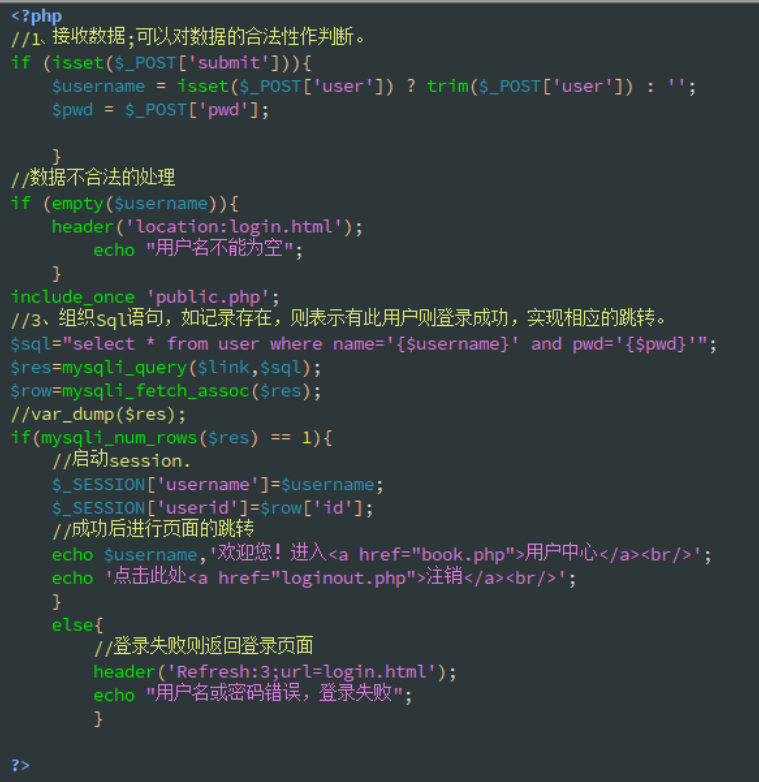 <?php
//1、接收数据;可以对数据的合法性作判断。
if (isset($_POST['submit'])){
    $username = isset($_POST['user']) ? trim($_POST['user']) : '';
    $pwd = $_POST['pwd'];
    }
//数据不合法的处理
if (empty($username)){
    header('location:login.html');
        echo "用户名不能为空";
    }
include_once 'public.php';
//3、组织Sql语句，如记录存在，则表示有此用户则登录成功，实现相应的跳转。
$sql="select * from user where name='{$username}' and pwd='{$pwd}'";
$res=mysqli_query($link,$sql);
$row=mysqli_fetch_assoc($res);
//var_dump($res);
if(mysqli_num_rows($res) == 1){
    //启动session.
    $_SESSION['username']=$username;
    $_SESSION['userid']=$row['id'];
    //成功后进行页面的跳转
    echo $username,'欢迎您！进入<a href="book.php">用户中心</a><br/>';
    echo '点击此处<a href="loginout.php">注销</a><br/>';
    }
    else{
        //登录失败则返回登录页面
        header('Refresh:3;url=login.html');
        echo "用户名或密码错误，登录失败";
        }
?>